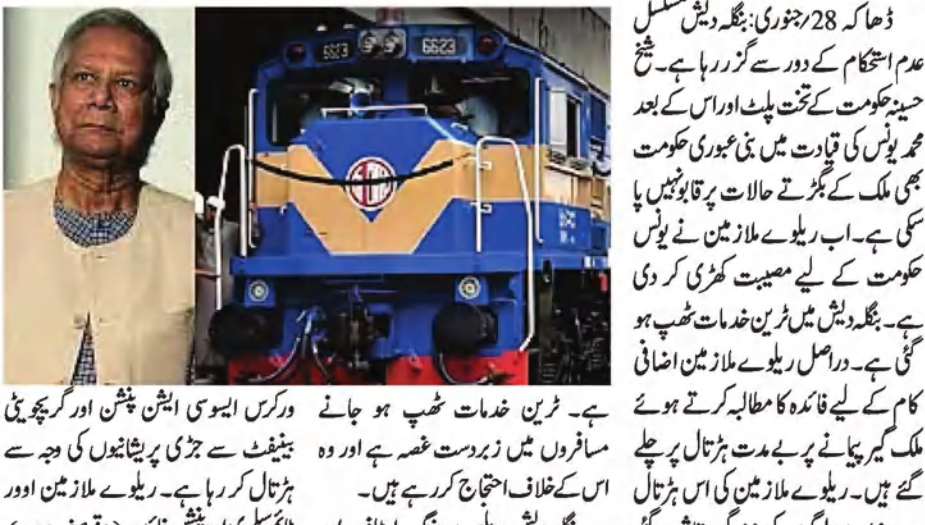 ڈھاکہ 28/جنوری: بنگلہ دیش مسلسل
عدم استحکام کے دور سے گزر رہا ہے۔ شیخ
حسینہ حکومت کے تخت پلٹ اور اس کے بعد
محمد یونس کی قیادت میں بنی عبوری حکومت
بھی ملک کے بگڑتے حالات پر قابو نہیں پا
سکی ہے۔ اب ریلوے ملازمین نے یونس
حکومت کے لیے مصیبت کھڑی کر دی
ہے۔ بنگلہ دیش میں ٹرین خدمات ٹھپ ہو
گئی ہے۔ دراصل ریلوے ملازمین اضافی
کام کے لیے فائدہ کا مطالبہ کرتے ہوئے
ملک گیر پیمانے پر بے مدت ہڑتال پر چلے
گئے ہیں۔ ریلوے ملازمین کی اس ہڑتال
6623 6623
ہے۔ ٹرین خدمات ٹھپ ہو جانے
مسافروں میں زبردست غصہ ہے اور وہ
اس کے خلاف احتجاج کر رہے ہیں۔
ورکرس ایسوسی ایشن پنشن اور گریچویٹی
بینیفٹ سے جڑی پریشانیوں کی وجہ سے
ہڑتال کر رہا ہے۔ ریلوے ملازمین اوور